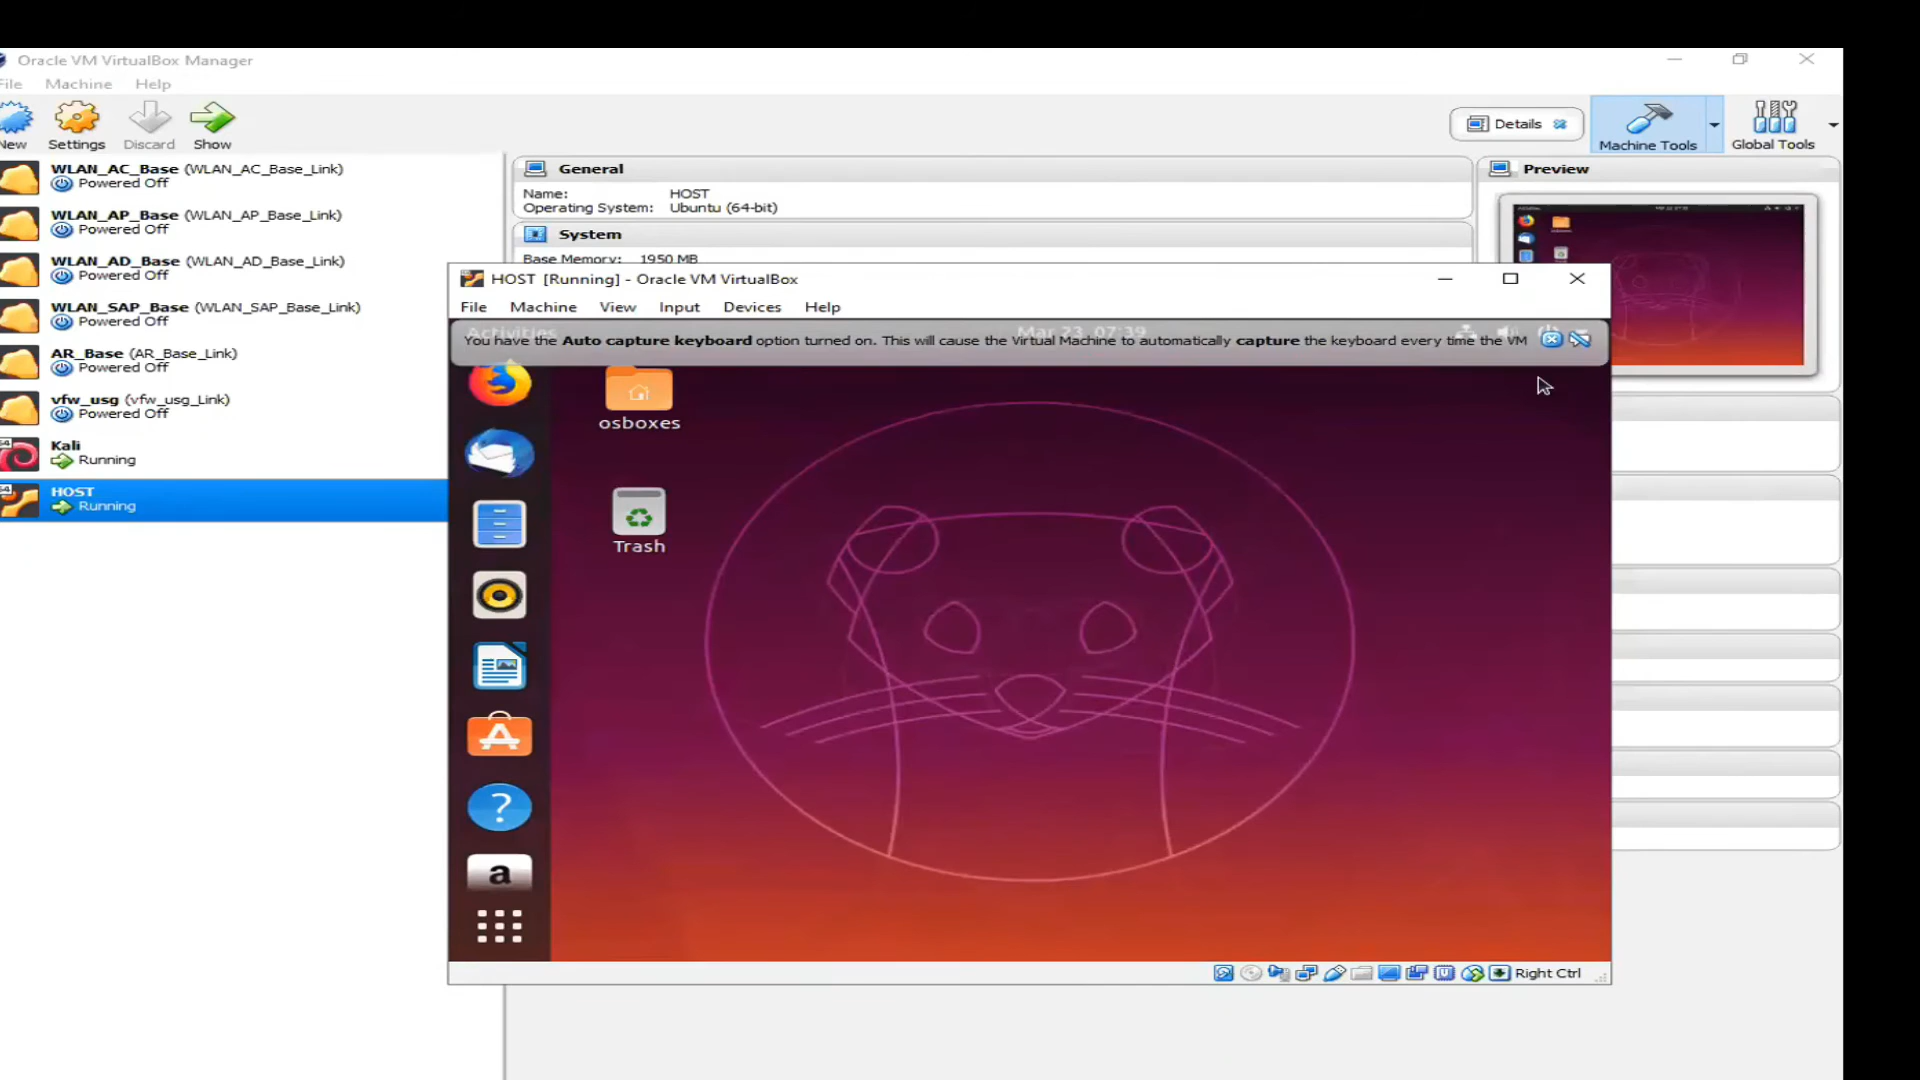 Oracle VM VirtualBox Manager
File Machine Help
New Settings Discard Show
Details
Machine Tools
Global Tools
WLAN_AC_Base (WLAN_AC_Base_Link)
Powered Off
WLAN_AP_Base (WLAN_AP_Base_Link)
Powered Off
WLAN_AD_Base (WLAN_AD_Base_Link)
Powered Off
WLAN_SAP_Base (WLAN_SAP_Base_Link)
Powered Off
AR_Base (AR_Base_Link)
Powered Off
vfw_usg (vfw_usg_Link)
Powered Off
Kali
Running
HOST
Running
General
Name: HOST
Operating System: Ubuntu (64-bit)
System
Base Memory: 1950 MB
Preview
HOST [Running] - Oracle VM VirtualBox
File Machine View Input Devices Help
Activities Mar 23, 07:39
You have the Auto capture keyboard option turned on. This will cause the Virtual Machine to automatically capture the keyboard every time the VM
osboxes
Trash
Right Ctrl